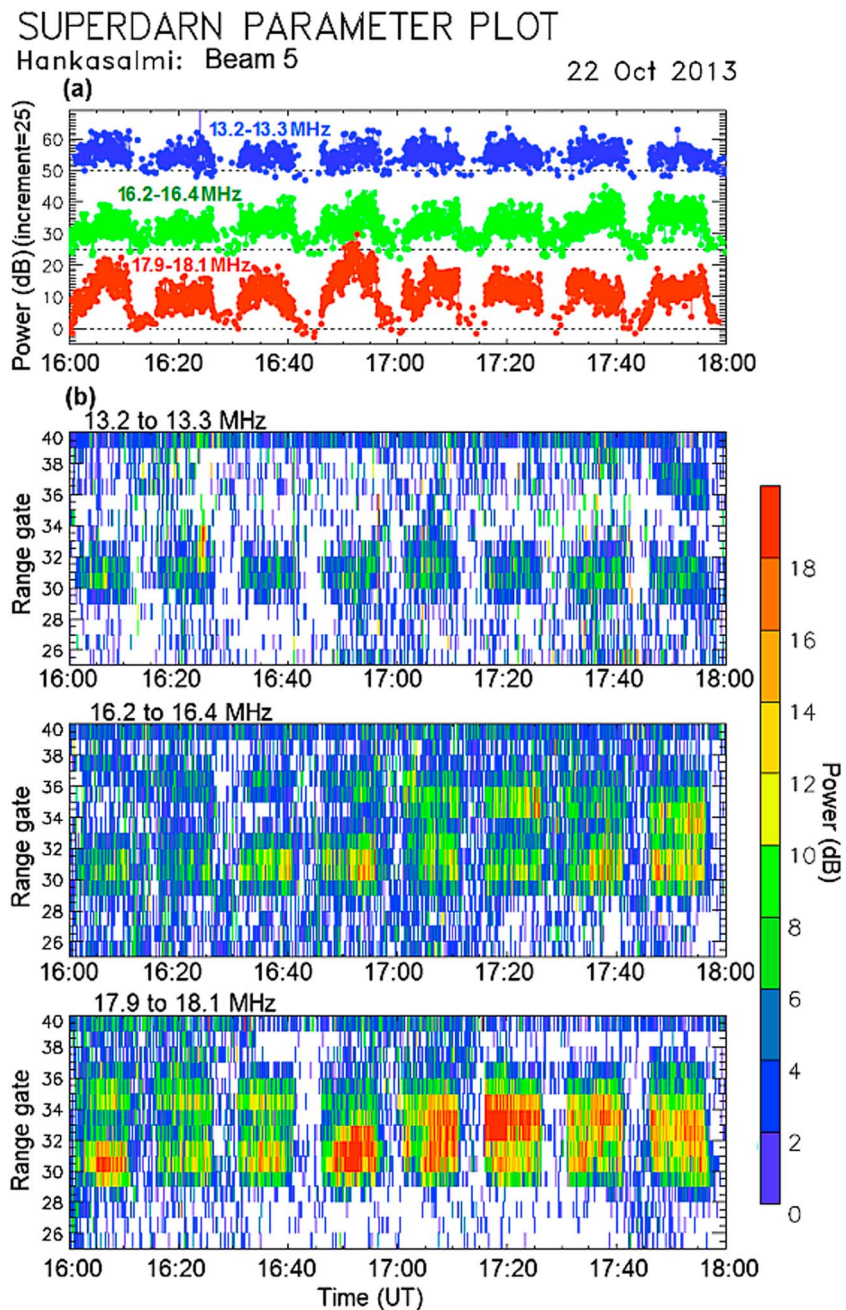 SUPERDARN PARAMETER PLOT
Hankasalmi: Beam 5
22 Oct 2013
(a)
Power (dB) (increment=25)
60
50
40
30
20
10
0
13.2-13.3 MHz
16.2-16.4 MHz
17.9-18.1 MHz
16:00 16:20 16:40 17:00 17:20 17:40 18:00
(b)
13.2 to 13.3 MHz
Range gate
40
38
36
34
32
30
28
26
16:00 16:20 16:40 17:00 17:20 17:40 18:00
16.2 to 16.4 MHz
Range gate
40
38
36
34
32
30
28
26
16:00 16:20 16:40 17:00 17:20 17:40 18:00
17.9 to 18.1 MHz
Range gate
40
38
36
34
32
30
28
26
16:00 16:20 16:40 17:00 17:20 17:40 18:00
Time (UT)
18
16
14
12
10
8
6
4
2
0
Power (dB)